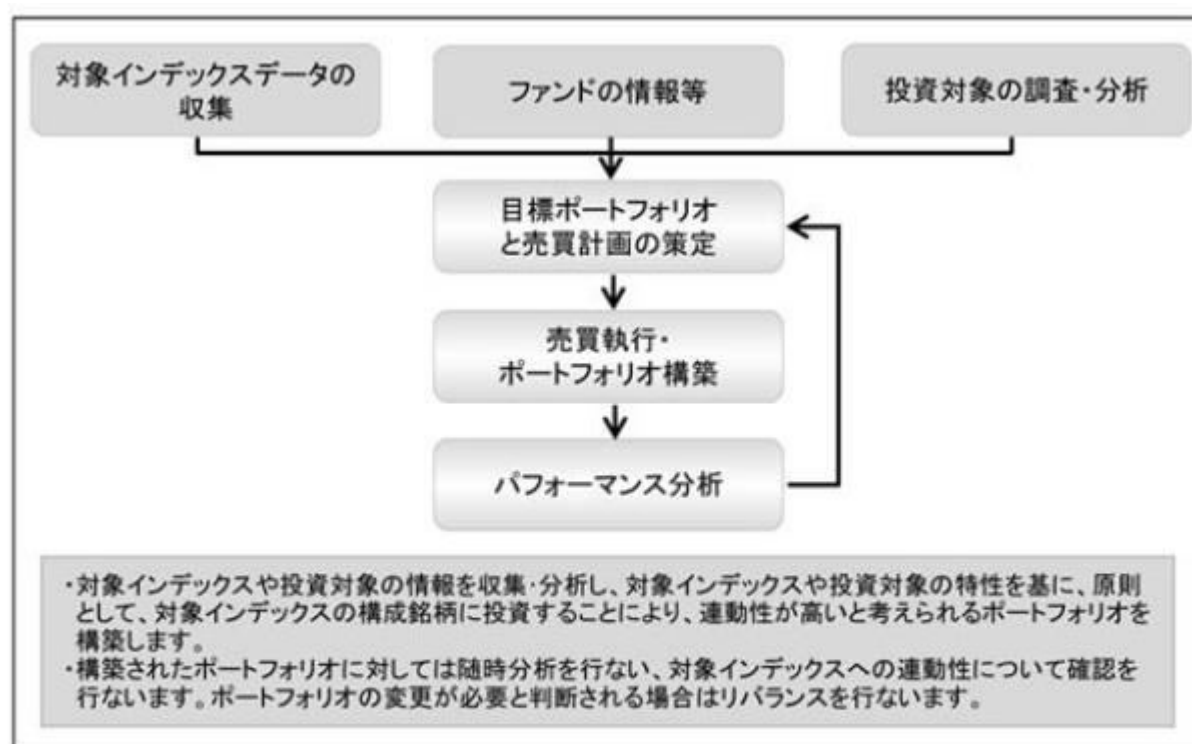 対象インデックスデータの
収集
ファンドの情報等
投資対象の調査・分析
目標ポートフォリオ
と売買計画の策定
売買執行・
ポートフォリオ構築
パフォーマンス分析
・対象インデックスや投資対象の情報を収集・分析し、対象インデックスや投資対象の特性を基に、原則
として、対象インデックスの構成銘柄に投資することにより、連動性が高いと考えられるポートフォリオを
構築します。
・構築されたポートフォリオに対しては随時分析を行ない、対象インデックスへの連動性について確認を
行ないます。ポートフォリオの変更が必要と判断される場合はリバランスを行ないます。